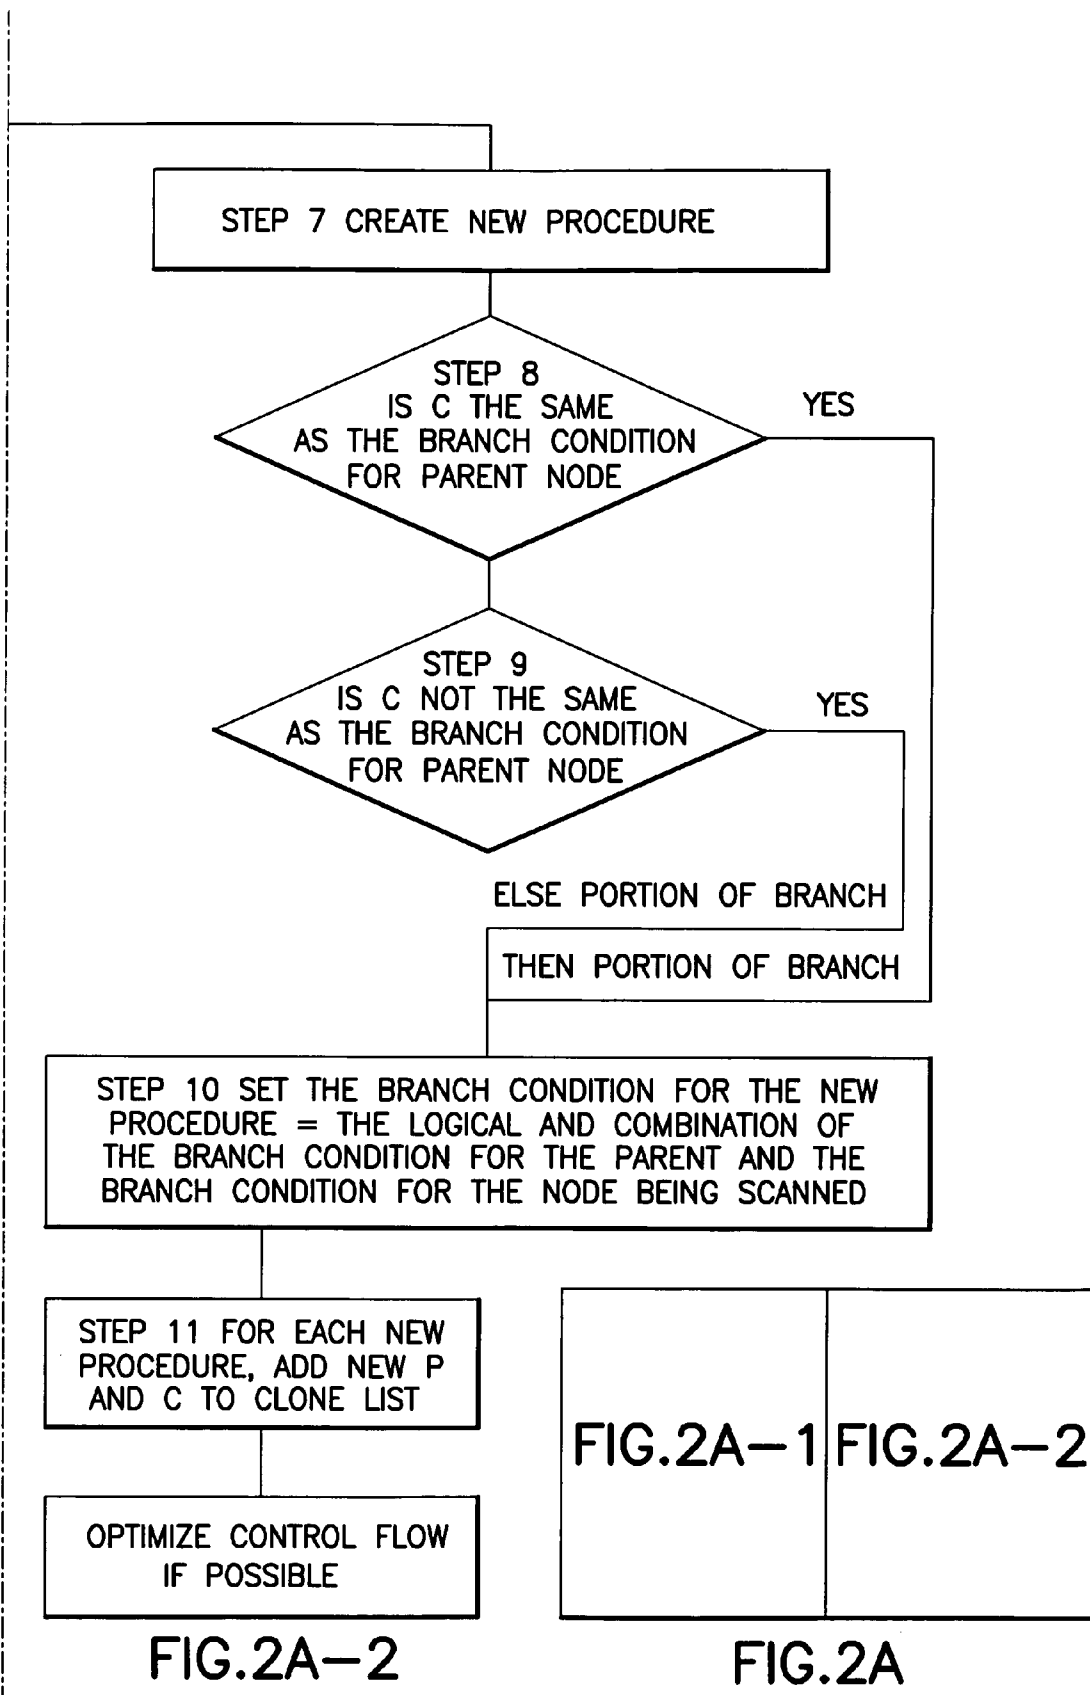 STEP 7 CREATE NEW PROCEDURE
STEP 8
IS C THE SAME
AS THE BRANCH CONDITION
FOR PARENT NODE
YES
STEP 9
IS C NOT THE SAME
AS THE BRANCH CONDITION
FOR PARENT NODE
YES
ELSE PORTION OF BRANCH
THEN PORTION OF BRANCH
STEP 10 SET THE BRANCH CONDITION FOR THE NEW
PROCEDURE = THE LOGICAL AND COMBINATION OF
THE BRANCH CONDITION FOR THE PARENT AND THE
BRANCH CONDITION FOR THE NODE BEING SCANNED
STEP 11 FOR EACH NEW
PROCEDURE, ADD NEW P
AND C TO CLONE LIST
OPTIMIZE CONTROL FLOW
IF POSSIBLE
FIG.2A-2
FIG.2A-1
FIG.2A-2
FIG.2A